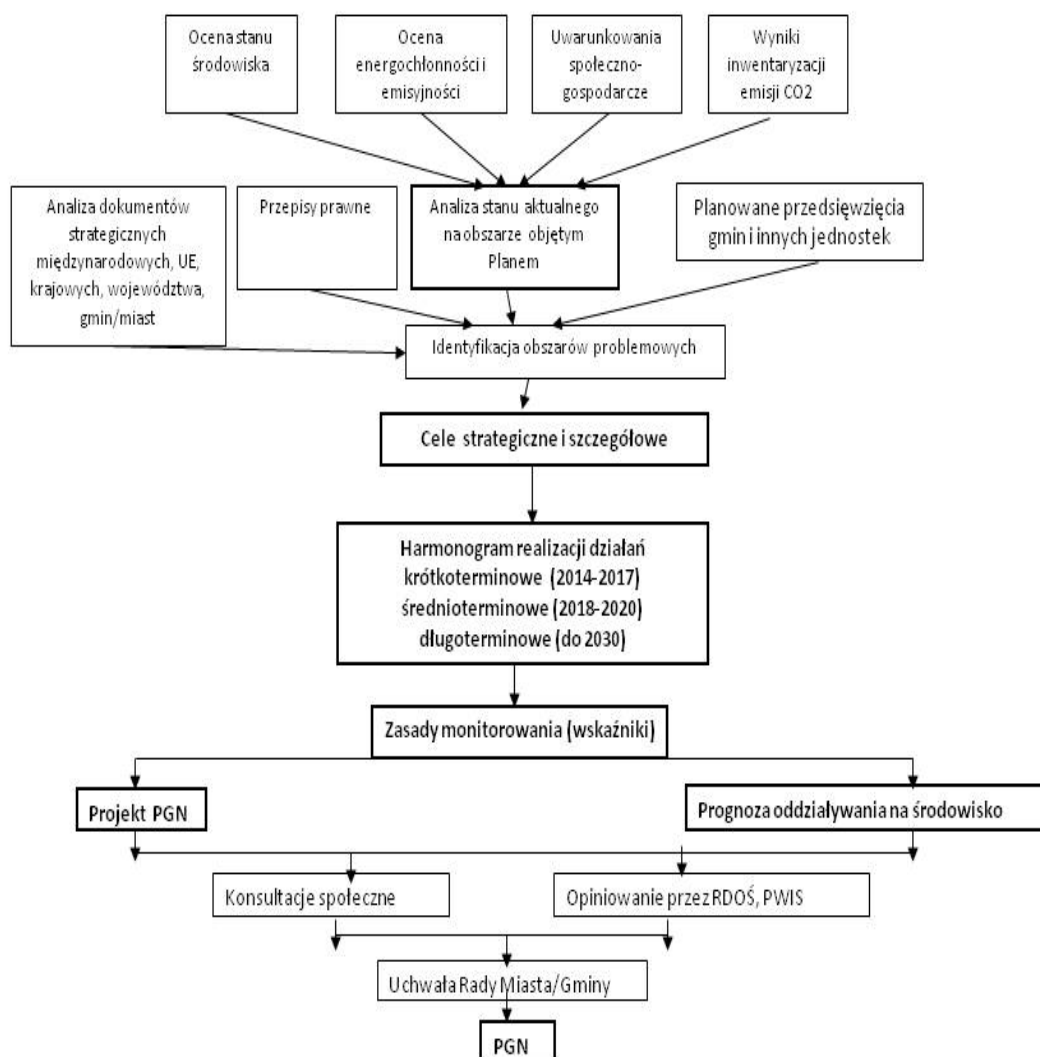 Ocena stanu
środowiska
Ocena
energochłonności i
emisyjności
Uwarunkowania
społeczno-
gospodarcze
Wyniki
inwentaryzacji
emisji CO2
Analiza dokumentów
strategicznych
międzynarodowych, UE,
krajowych, województwa,
gmin/miast
Przepisy prawne
Analiza stanu aktualnego
na obszarze objętym
Planem
Planowane przedsięwzięcia
gmin i innych jednostek
Identyfikacja obszarów problemowych
Cele strategiczne i szczegółowe
Harmonogram realizacji działań
krótkoterminowe (2014-2017)
średnioterminowe (2018-2020)
długoterminowe (do 2030)
Zasady monitorowania (wskaźniki)
Projekt PGN
Prognoza oddziaływania na środowisko
Konsultacje społeczne
Opiniowanie przez RDOŚ, PWIS
Uchwała Rady Miasta/Gminy
PGN